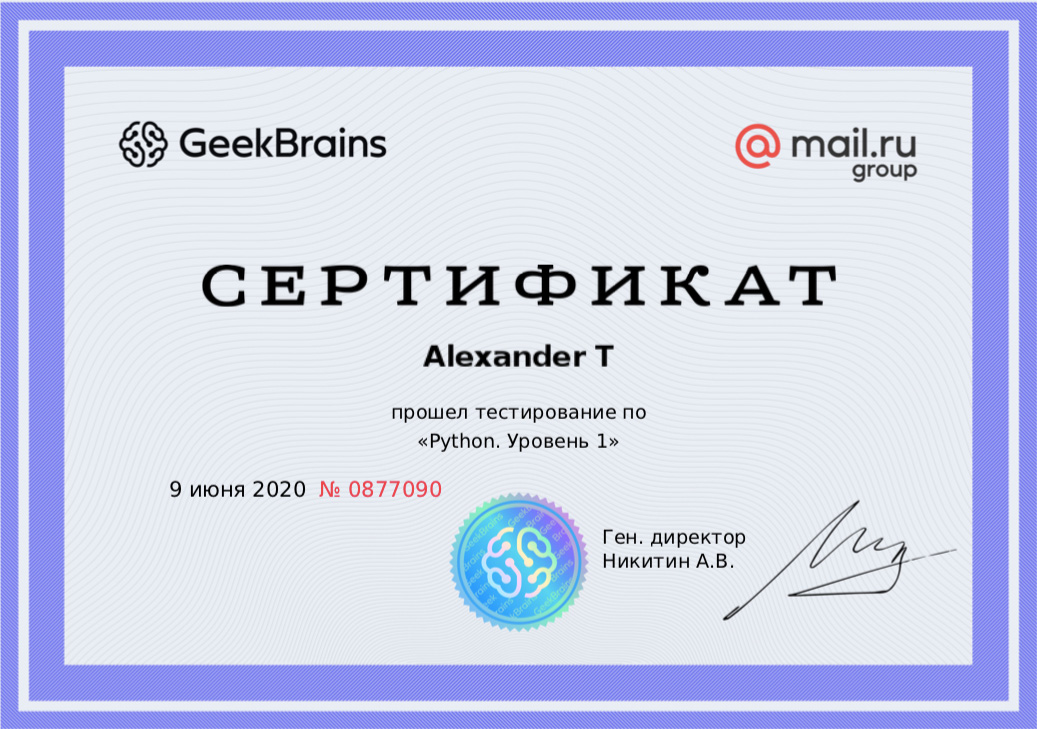 GeekBrains
@ mail.ru
group
СЕРТИФИКАТ
Alexander T
прошел тестирование по
«Python. Уровень 1»
9 июня 2020 № 0877090
Ген. директор
Никитин А.В.